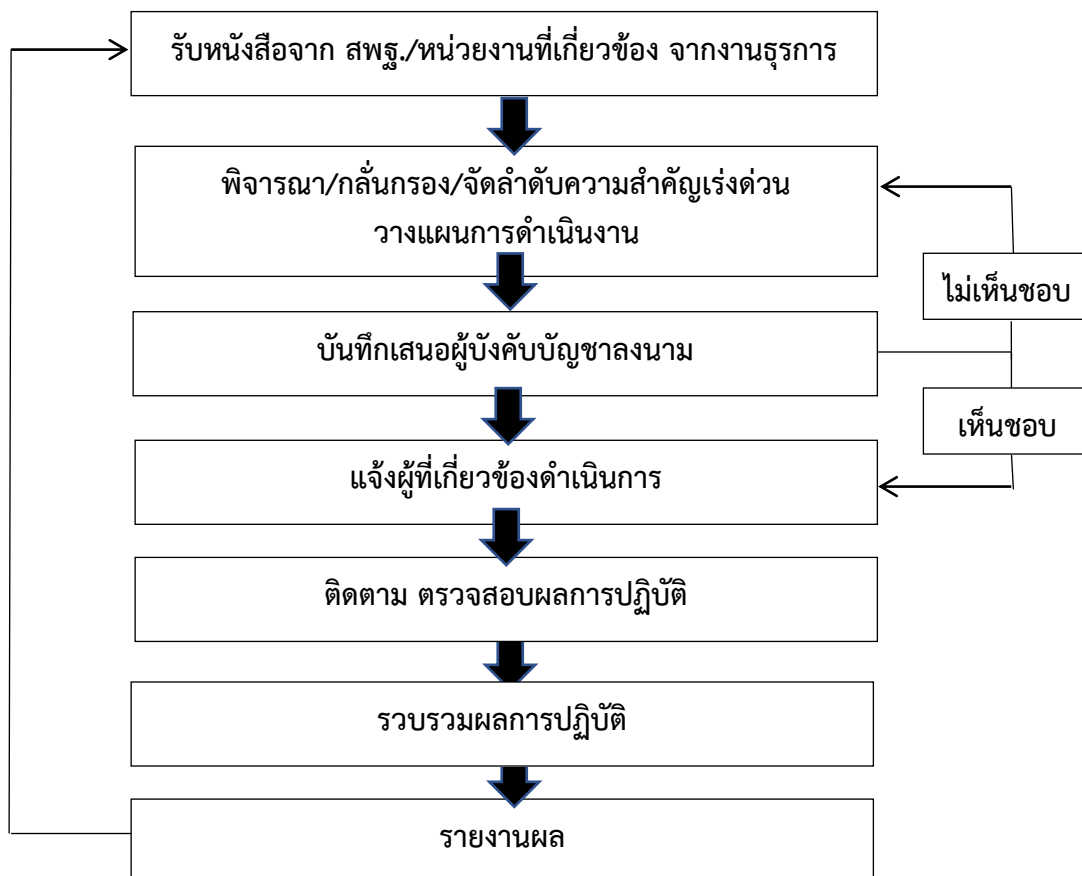 รับหนังสือจาก สพฐ./หน่วยงานที่เกี่ยวข้อง จากงานธุรการ
พิจารณา/กลั่นกรอง/จัดลำดับความสำคัญเร่งด่วน
วางแผนการดำเนินงาน
ไม่เห็นชอบ
บันทึกเสนอผู้บังคับบัญชาลงนาม
เห็นชอบ
แจ้งผู้ที่เกี่ยวข้องดำเนินการ
ติดตาม ตรวจสอบผลการปฏิบัติ
รวบรวมผลการปฏิบัติ
รายงานผล